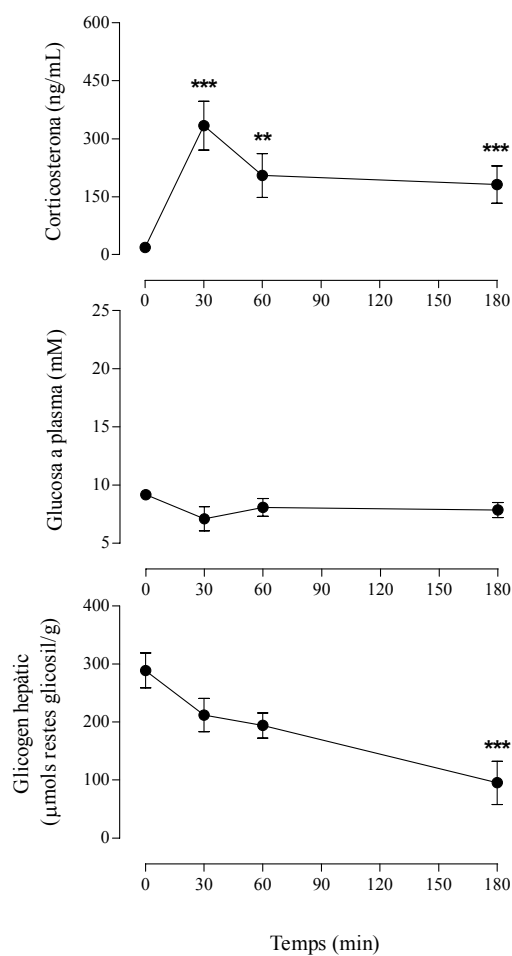 Corticosterona (ng/mL)
600
450
300
150
0
***
**
***
0 30 60 90 120 150 180
Glucosa a plasma (mM)
25
20
15
10
5
0 30 60 90 120 150 180
Glicogen hepàtic
(μmols restes glicosil/g)
400
300
200
100
0
***
0 30 60 90 120 150 180
Temps (min)